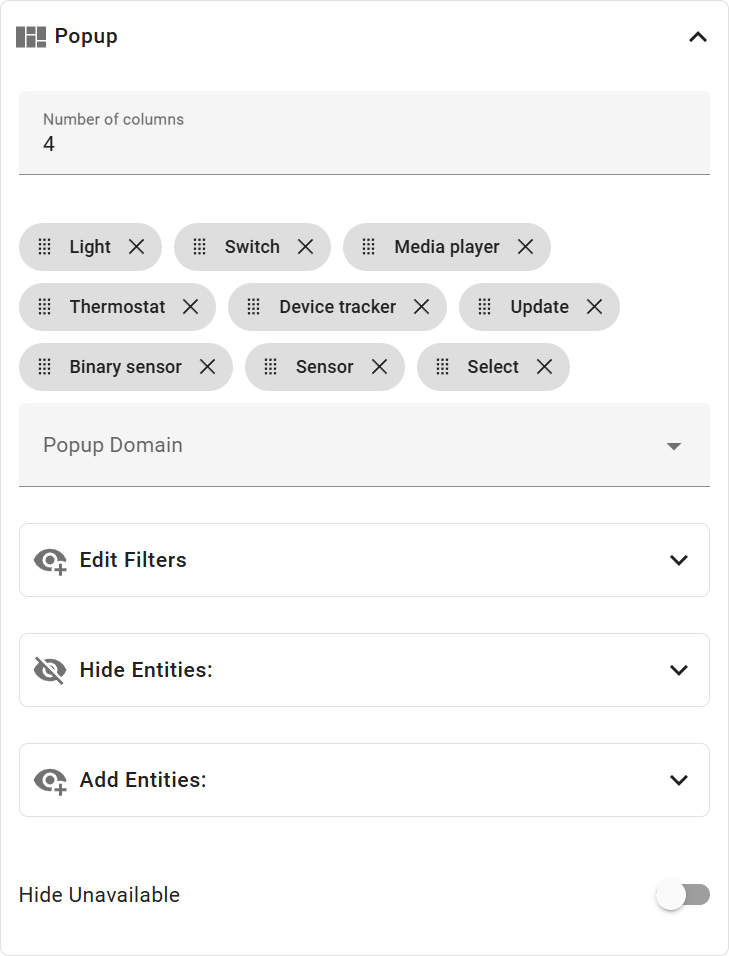 Popup
Number of columns
4
Light Switch Media player
Thermostat Device tracker Update
Binary sensor Sensor Select
Popup Domain
Edit Filters
Hide Entities:
Add Entities:
Hide Unavailable